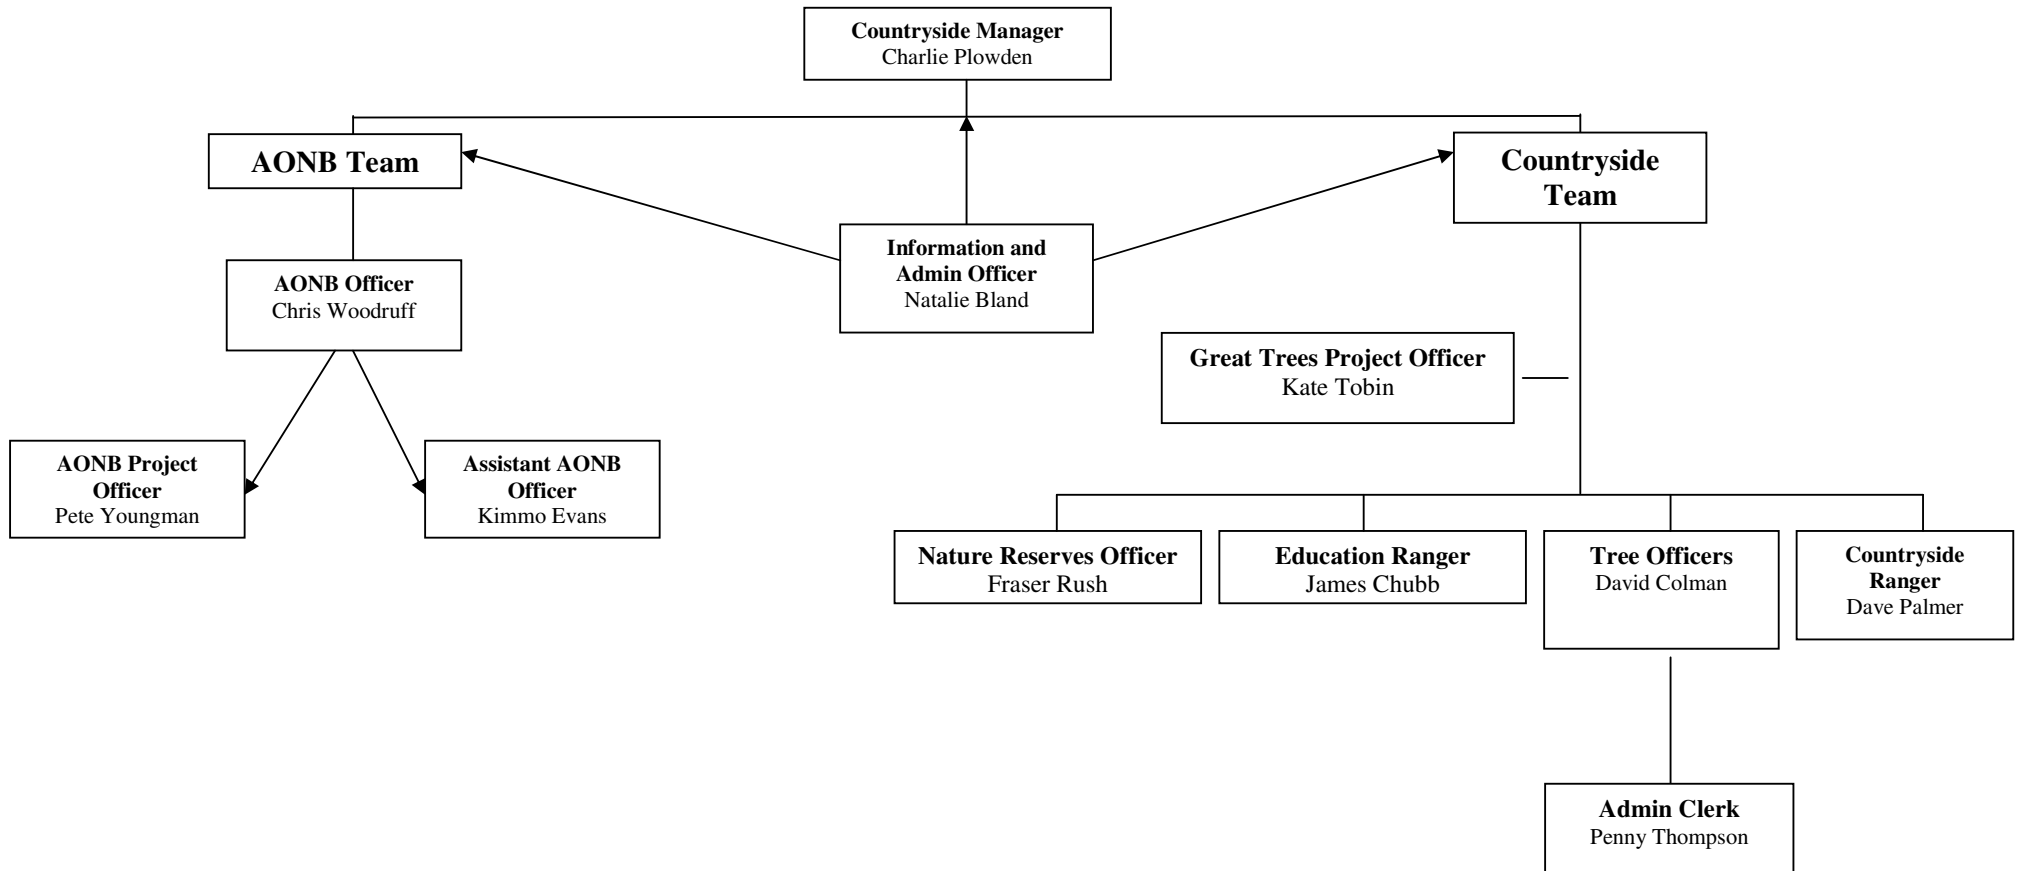 Countryside Manager
Charlie Plowden
AONB Team
Countryside
Team
Information and
Admin Officer
Natalie Bland
AONB Officer
Chris Woodruff
Great Trees Project Officer
Kate Tobin
AONB Project
Officer
Pete Youngman
Assistant AONB
Officer
Kimmo Evans
Nature Reserves Officer
Fraser Rush
Education Ranger
James Chubb
Tree Officers
David Colman
Countryside
Ranger
Dave Palmer
Admin Clerk
Penny Thompson